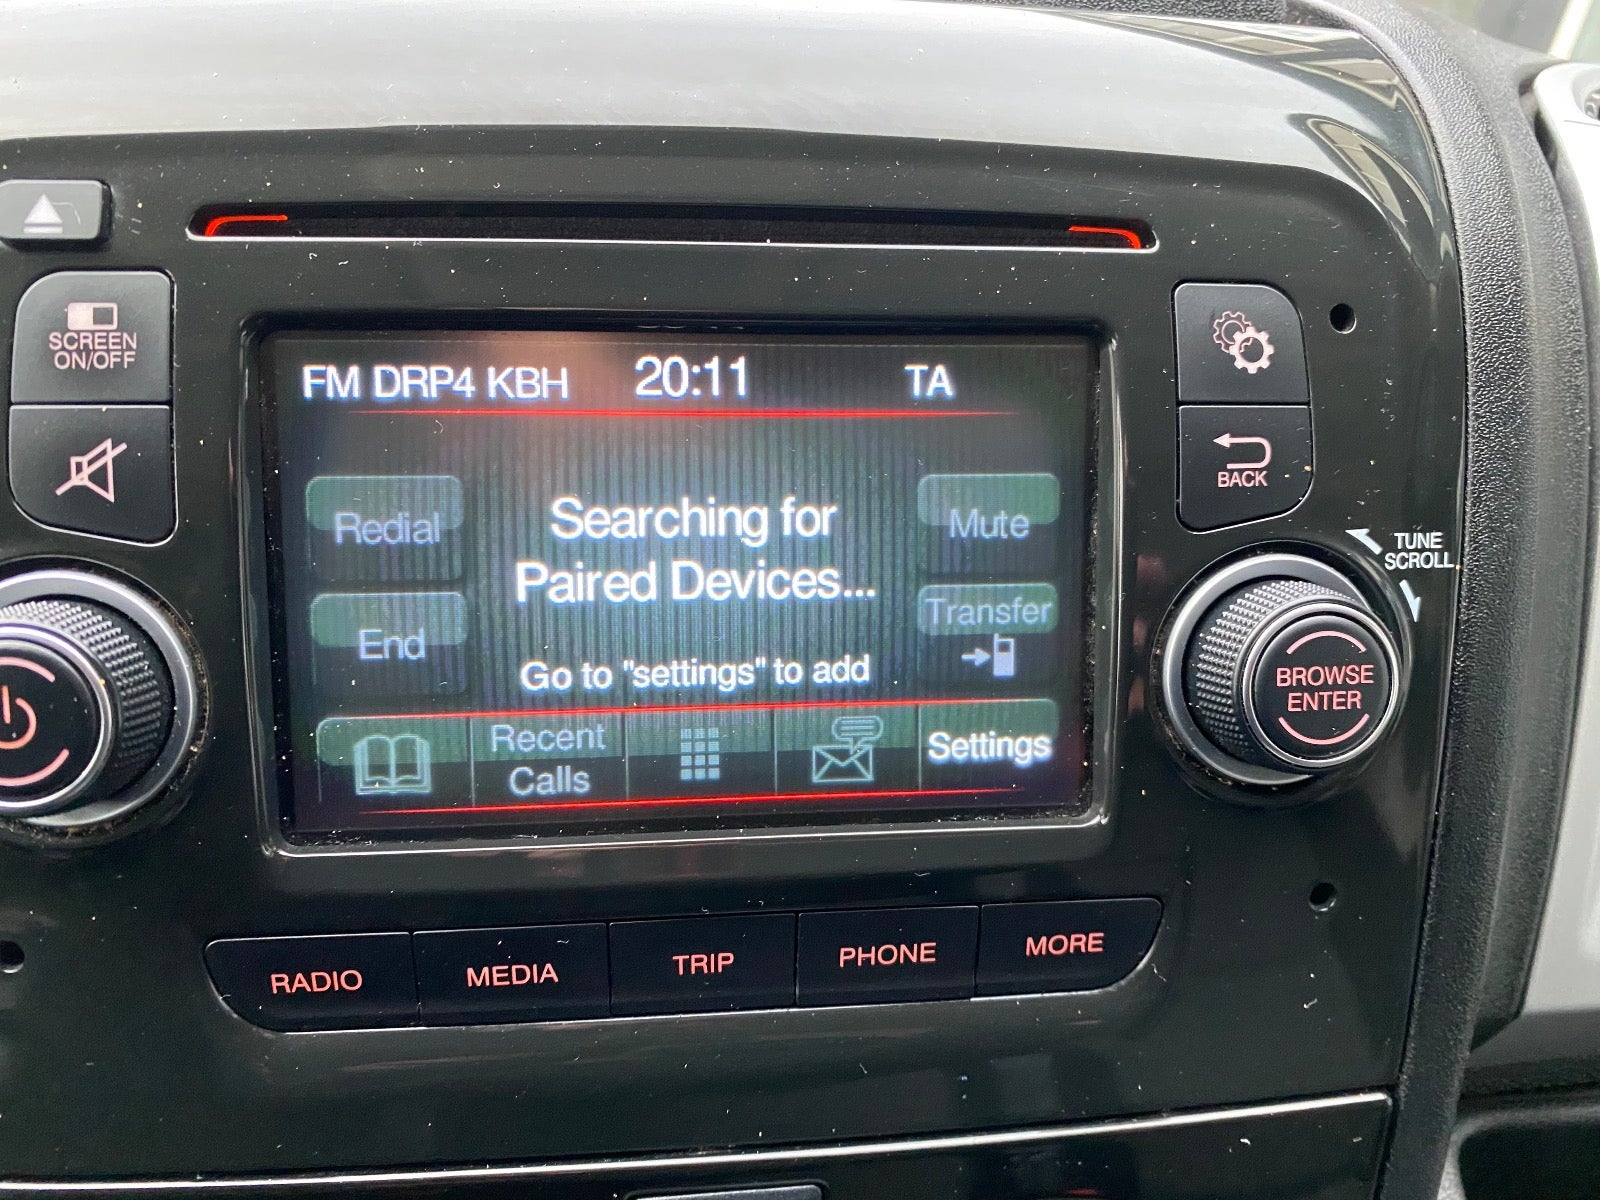 SCREEN
ON/OFF
FM DRP4 KBH
20:11
TA
Redial
Searching for
Paired Devices...
Mute
End
Transfer
Go to "settings" to add
Recent
Calls
Settings
BACK
TUNE
SCROLL
BROWSE
ENTER
RADIO
MEDIA
TRIP
PHONE
MORE